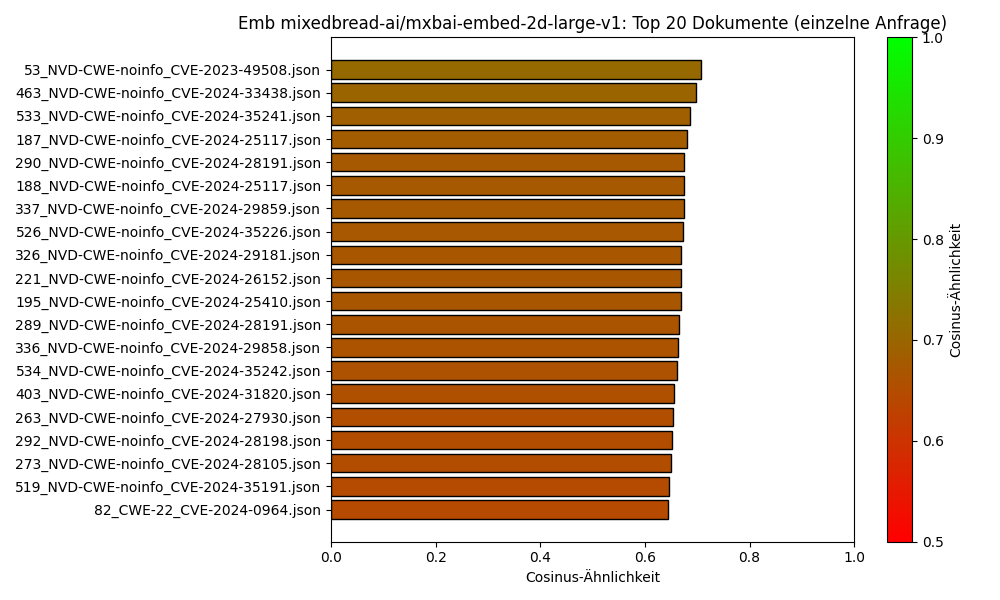 Emb mixedbread-ai/mxbai-embed-2d-large-v1: Top 20 Dokumente (einzelne Anfrage)
53_NVD-CWE-noinfo_CVE-2023-49508.json
463_NVD-CWE-noinfo_CVE-2024-33438.json
533_NVD-CWE-noinfo_CVE-2024-35241.json
187_NVD-CWE-noinfo_CVE-2024-25117.json
290_NVD-CWE-noinfo_CVE-2024-28191.json
188_NVD-CWE-noinfo_CVE-2024-25117.json
337_NVD-CWE-noinfo_CVE-2024-29859.json
526_NVD-CWE-noinfo_CVE-2024-35226.json
326_NVD-CWE-noinfo_CVE-2024-29181.json
221_NVD-CWE-noinfo_CVE-2024-26152.json
195_NVD-CWE-noinfo_CVE-2024-25410.json
289_NVD-CWE-noinfo_CVE-2024-28191.json
336_NVD-CWE-noinfo_CVE-2024-29858.json
534_NVD-CWE-noinfo_CVE-2024-35242.json
403_NVD-CWE-noinfo_CVE-2024-31820.json
263_NVD-CWE-noinfo_CVE-2024-27930.json
292_NVD-CWE-noinfo_CVE-2024-28198.json
273_NVD-CWE-noinfo_CVE-2024-28105.json
519_NVD-CWE-noinfo_CVE-2024-35191.json
82_CWE-22_CVE-2024-0964.json
0.0 0.2 0.4 0.6 0.8 1.0
Cosinus-Ähnlichkeit
1.0
0.9
0.8
0.7
0.6
0.5
Cosinus-Ähnlichkeit